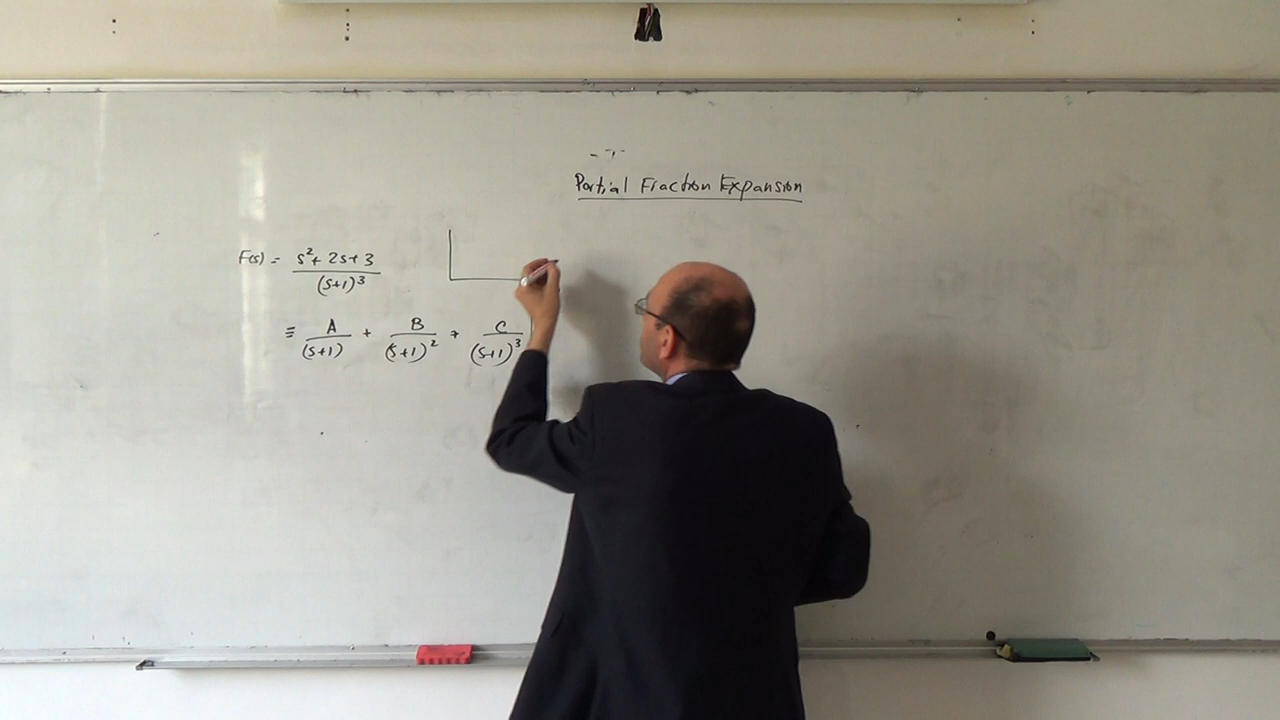 Partial Fraction Expansion
F(s) = s²+ 2s+ 3
(s+1)³
≡ A/(s+1) + B/(s+1)² + C/(s+1)³